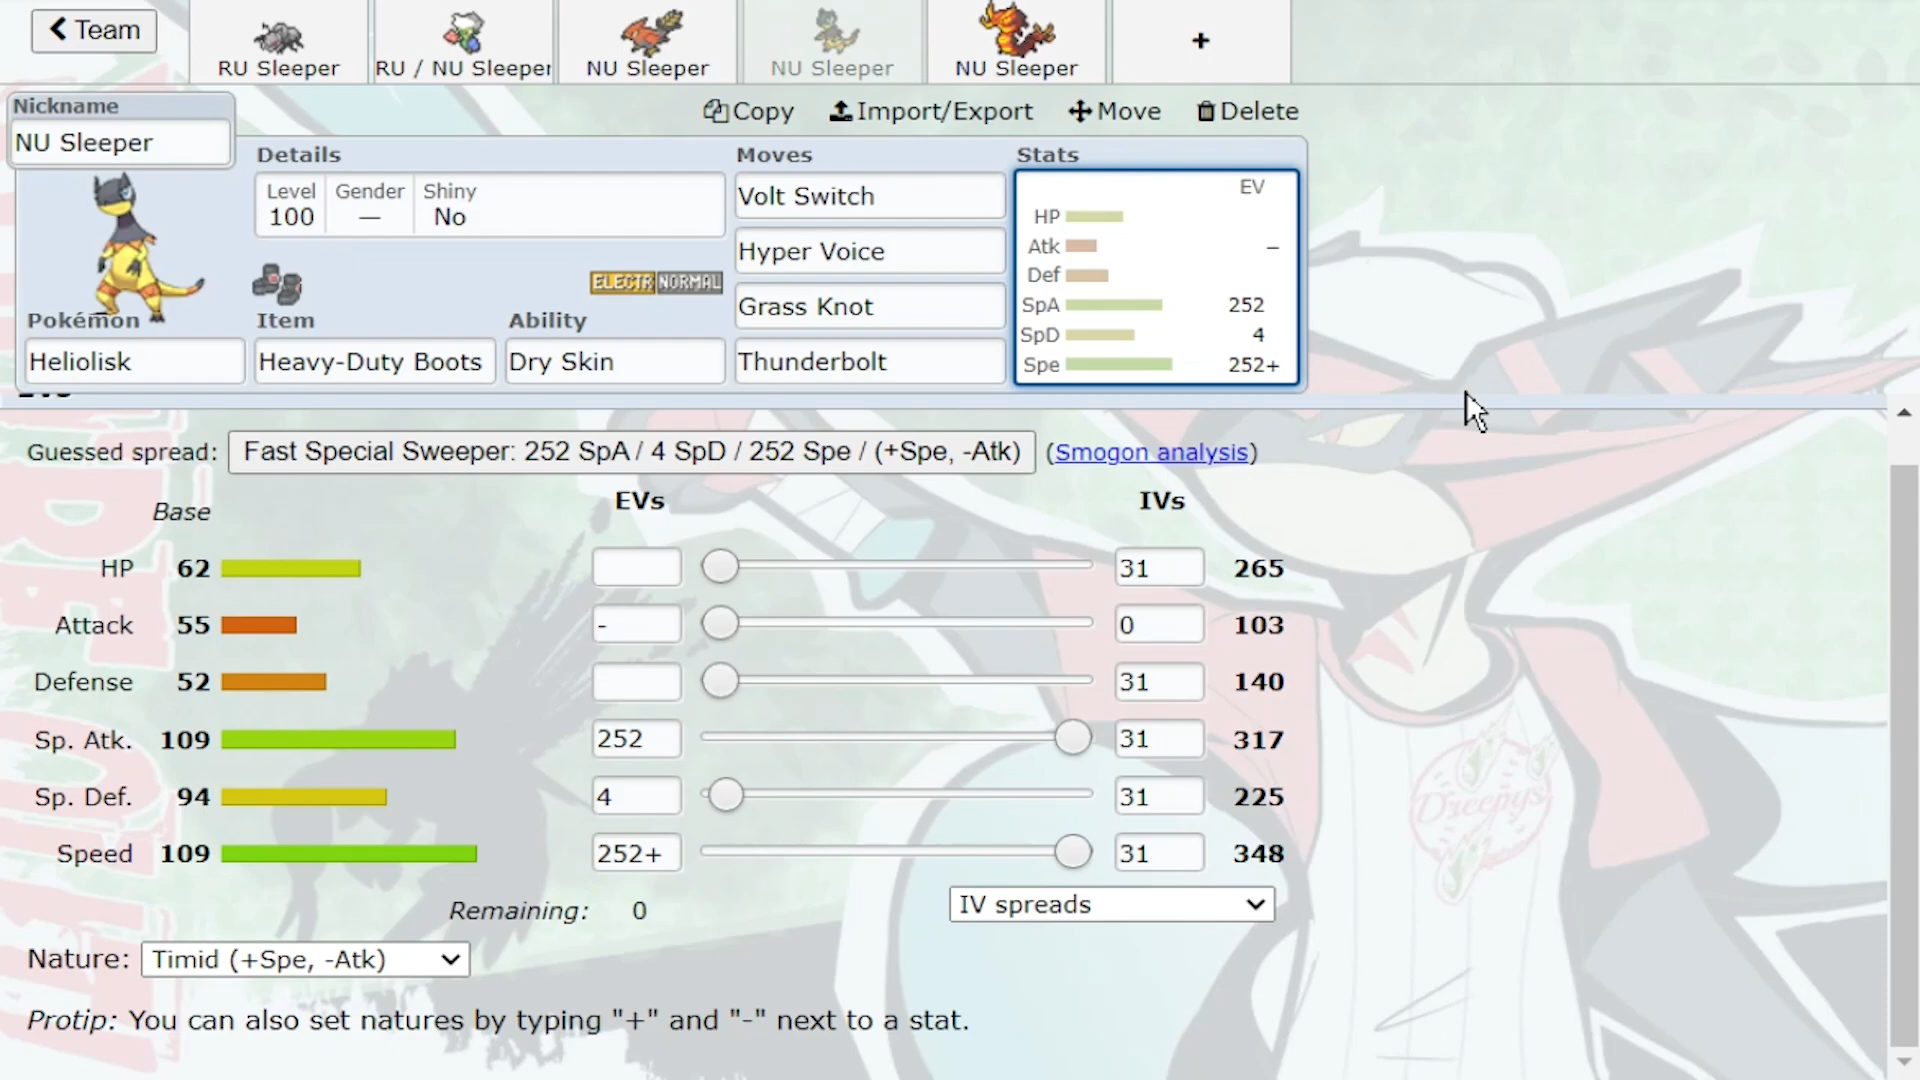 Team
RU Sleeper
RU / NU Sleeper
NU Sleeper
NU Sleeper
NU Sleeper
+
Nickname
NU Sleeper
Copy
Import/Export
Move
Delete
Details
Moves
Stats
Level
Gender
Shiny
100
—
No
Volt Switch
Hyper Voice
Grass Knot
Thunderbolt
EV
HP
Atk –
Def
SpA 252
SpD 4
Spe 252+
ELECTR NORMAL
Pokémon
Item
Ability
Heliolisk
Heavy-Duty Boots
Dry Skin
EVs
Guessed spread: Fast Special Sweeper: 252 SpA / 4 SpD / 252 Spe / (+Spe, -Atk) (Smogon analysis)
Base EVs IVs
HP 62 31 265
Attack 55 - 0 103
Defense 52 31 140
Sp. Atk. 109 252 31 317
Sp. Def. 94 4 31 225
Speed 109 252+ 31 348
Remaining: 0
IV spreads
Nature: Timid (+Spe, -Atk)
Protip: You can also set natures by typing "+" and "-" next to a stat.
Dreepys